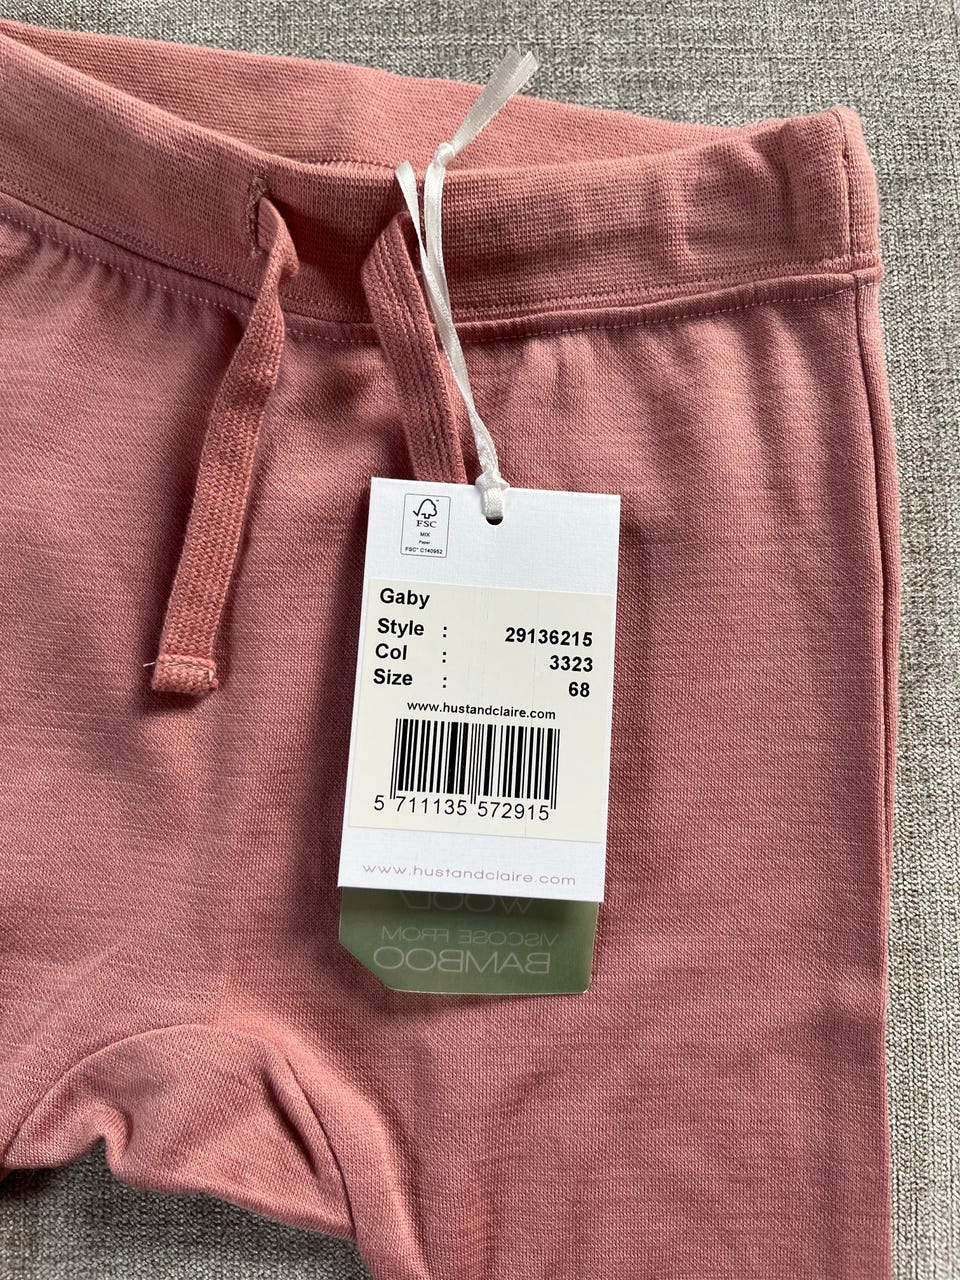 FSC™
MIX
Paper
FSC® C140952
Gaby
Style : 29136215
Col : 3323
Size : 68
www.hustandclaire.com
5 711135 572915
www.hustandclaire.com
WOOL/
VISCOSE FROM
BAMBOO